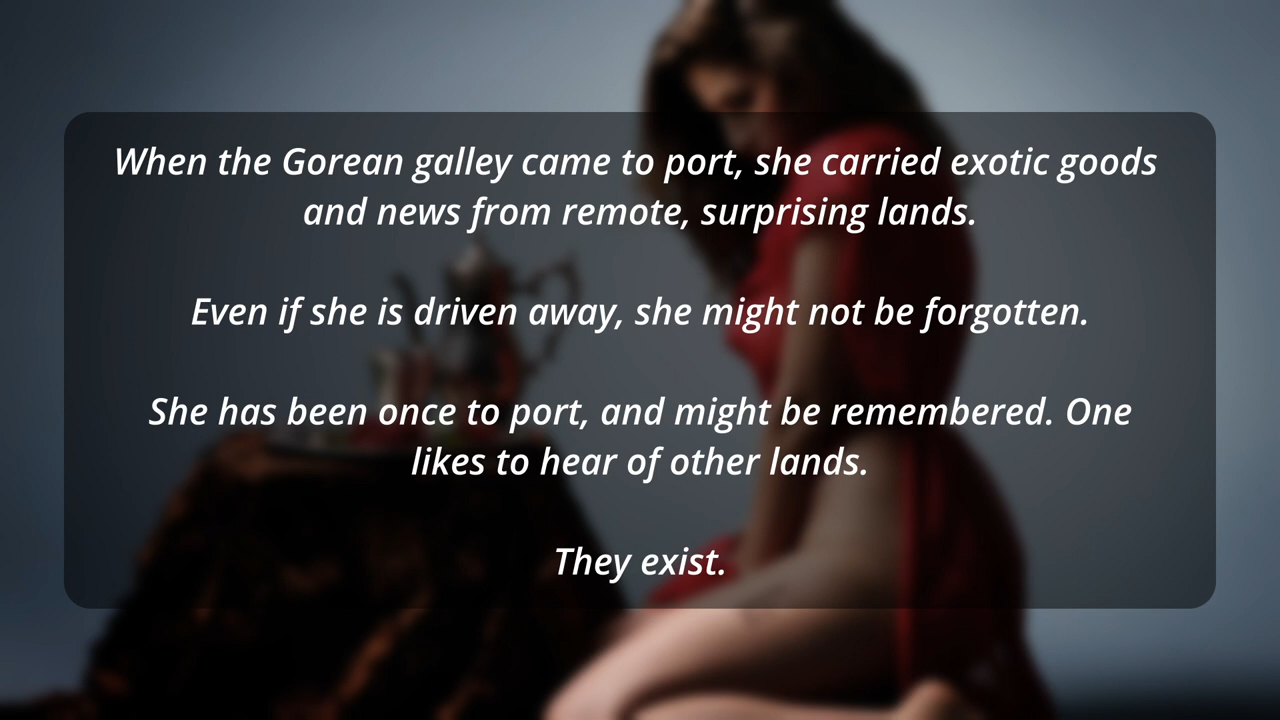 When the Gorean galley came to port, she carried exotic goods
and news from remote, surprising lands.
Even if she is driven away, she might not be forgotten.
She has been once to port, and might be remembered. One
likes to hear of other lands.
They exist.